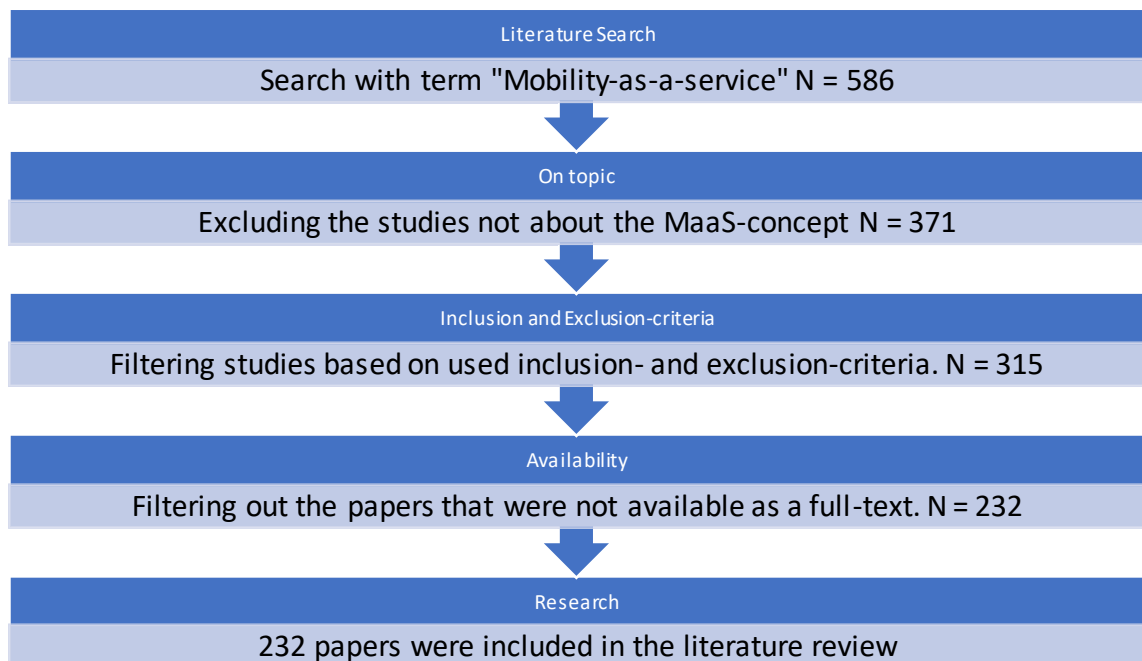 Literature Search
Search with term "Mobility-as-a-service" N = 586
On topic
Excluding the studies not about the MaaS-concept N = 371
Inclusion and Exclusion-criteria
Filtering studies based on used inclusion- and exclusion-criteria. N = 315
Availability
Filtering out the papers that were not available as a full-text. N = 232
Research
232 papers were included in the literature review